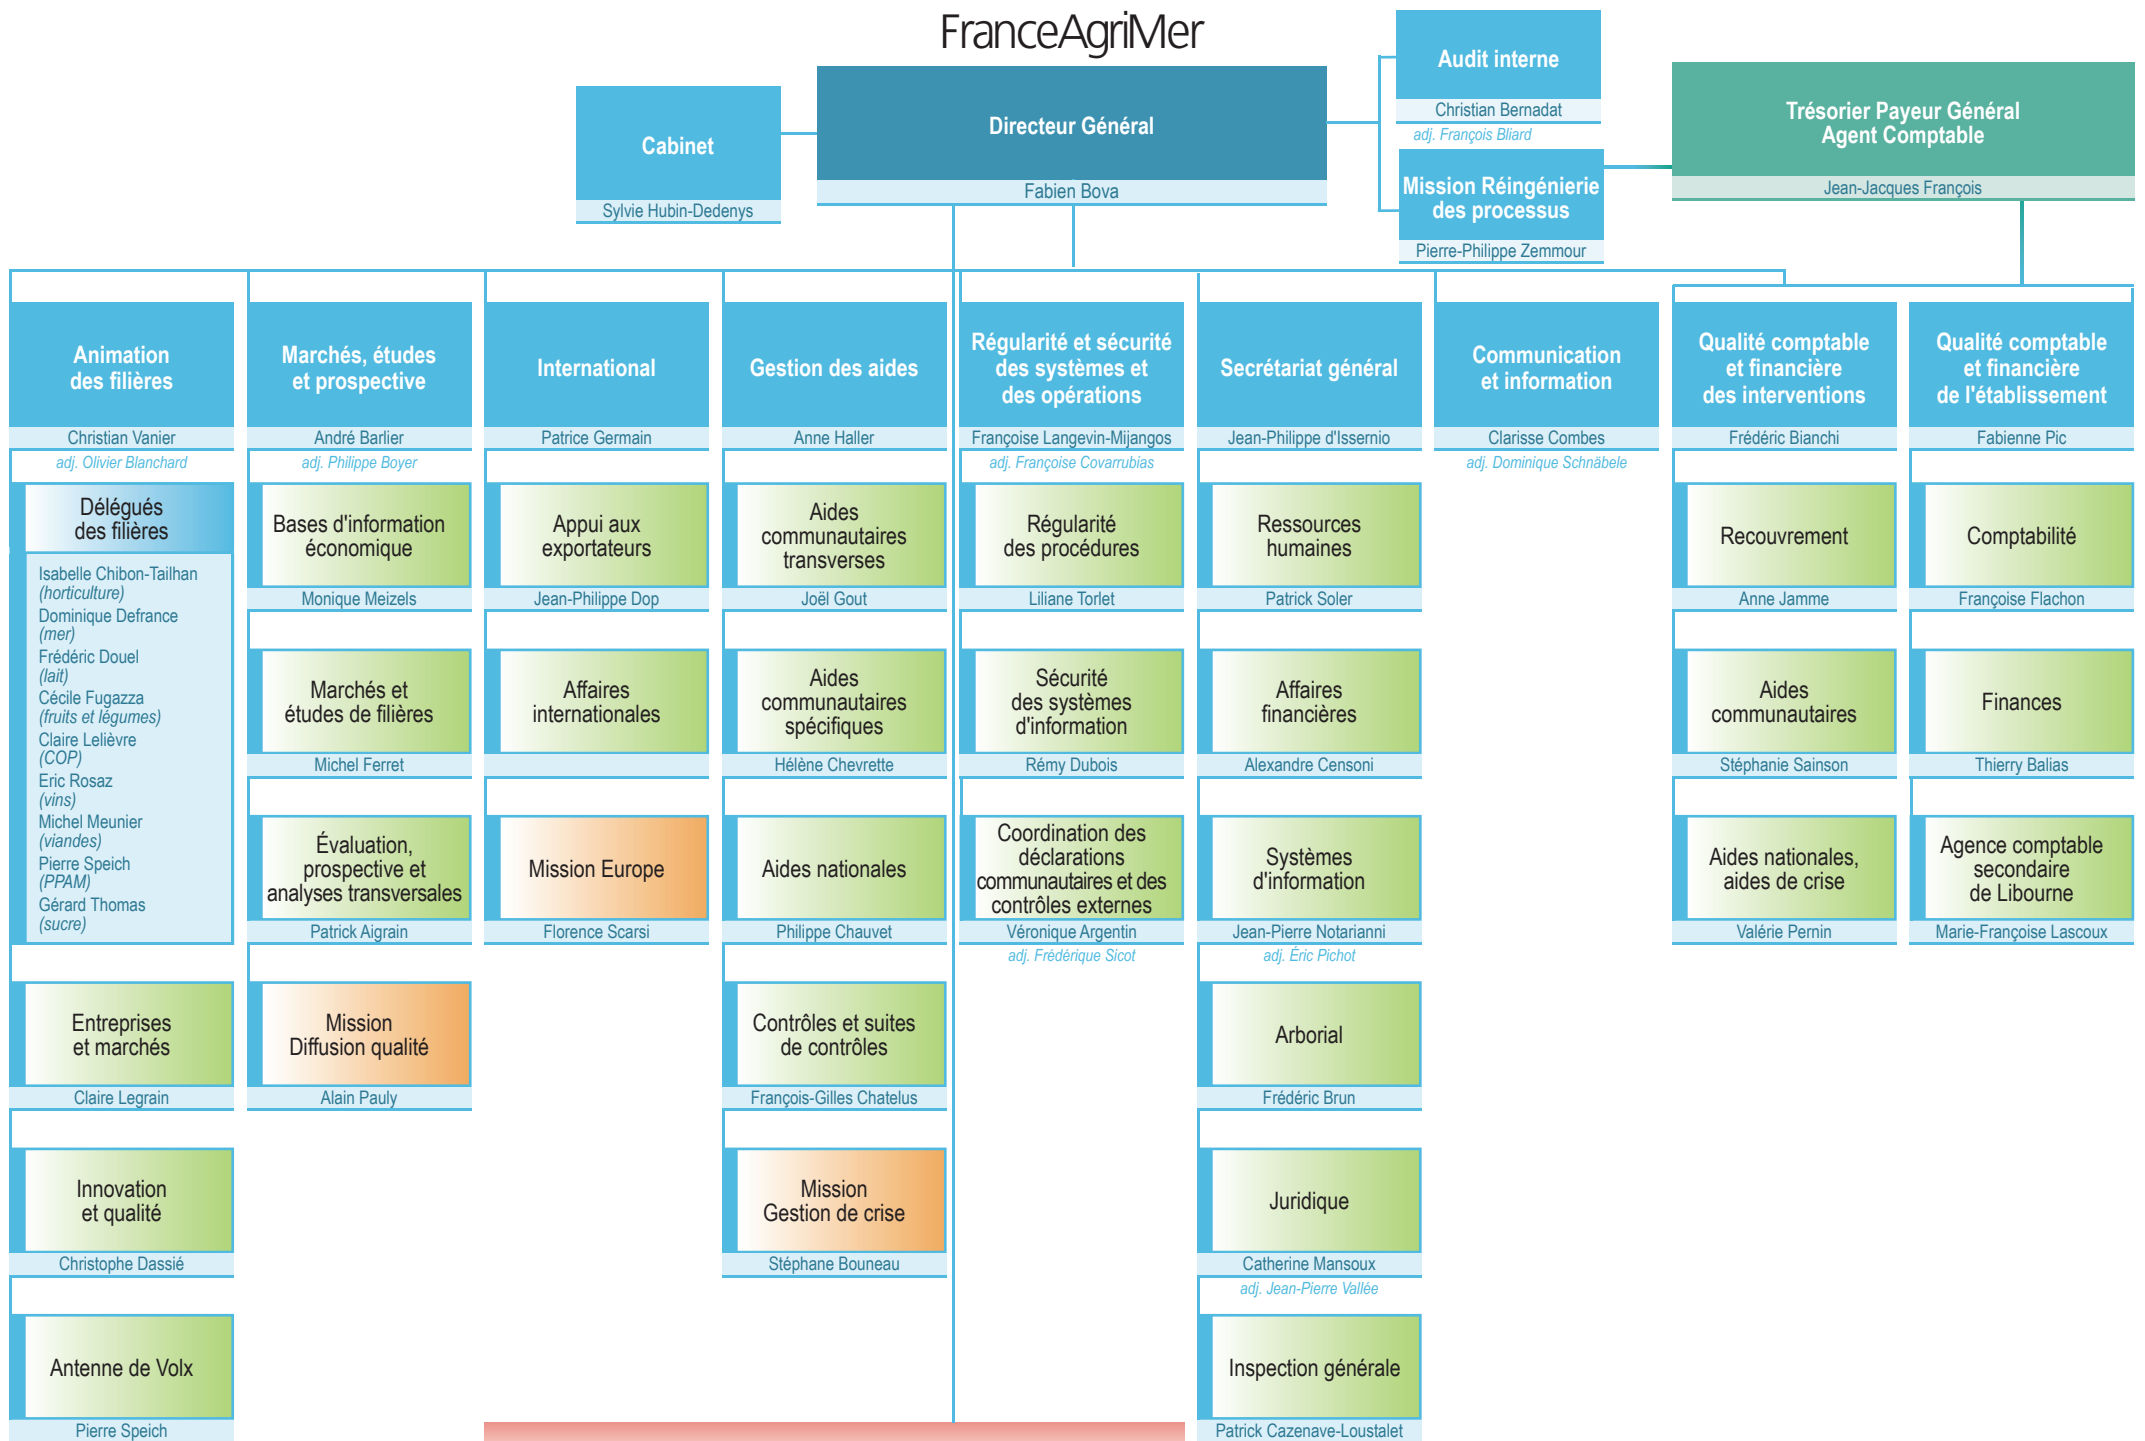 FranceAgriMer
Cabinet
Sylvie Hubin-Dedenys
Directeur Général
Fabien Bova
Audit interne
Christian Bernadat
adj. François Bliard
Mission Réingénierie
des processus
Pierre-Philippe Zemmour
Trésorier Payeur Général
Agent Comptable
Jean-Jacques François
Animation
des filières
Christian Vanier
adj. Olivier Blanchard
Délégués
des filières
Isabelle Chibon-Tailhan
(horticulture)
Dominique Defrance
(mer)
Frédéric Douel
(lait)
Cécile Fugazza
(fruits et légumes)
Claire Lelièvre
(COP)
Eric Rosaz
(vins)
Michel Meunier
(viandes)
Pierre Speich
(PPAM)
Gérard Thomas
(sucre)
Entreprises
et marchés
Claire Legrain
Innovation
et qualité
Christophe Dassié
Antenne de Volx
Pierre Speich
Marchés, études
et prospective
André Barlier
adj. Philippe Boyer
Bases d'information
économique
Monique Meizels
Marchés et
études de filières
Michel Ferret
Évaluation,
prospective et
analyses transversales
Patrick Aigrain
Mission
Diffusion qualité
Alain Pauly
International
Patrice Germain
Appui aux
exportateurs
Jean-Philippe Dop
Affaires
internationales
Mission Europe
Florence Scarsi
Gestion des aides
Anne Haller
Aides
communautaires
transverses
Joël Gout
Aides
communautaires
spécifiques
Hélène Chevrette
Aides nationales
Philippe Chauvet
Contrôles et suites
de contrôles
François-Gilles Chatelus
Mission
Gestion de crise
Stéphane Bouneau
Régularité et sécurité
des systèmes et
des opérations
Françoise Langevin-Mijangos
adj. Françoise Covarrubias
Régularité
des procédures
Liliane Torlet
Sécurité
des systèmes
d'information
Rémy Dubois
Coordination des
déclarations
communautaires et des
contrôles externes
Véronique Argentin
adj. Frédérique Sicot
Secrétariat général
Jean-Philippe d'Issernio
Ressources
humaines
Patrick Soler
Affaires
financières
Alexandre Censoni
Systèmes
d'information
Jean-Pierre Notarianni
adj. Éric Pichot
Arborial
Frédéric Brun
Juridique
Catherine Mansoux
adj. Jean-Pierre Vallée
Inspection générale
Patrick Cazenave-Loustalet
Communication
et information
Clarisse Combes
adj. Dominique Schnäbele
Qualité comptable
et financière
des interventions
Frédéric Bianchi
Recouvrement
Anne Jamme
Aides
communautaires
Stéphanie Sainson
Aides nationales,
aides de crise
Valérie Pernin
Qualité comptable
et financière
de l'établissement
Fabienne Pic
Comptabilité
Françoise Flachon
Finances
Thierry Balias
Agence comptable
secondaire
de Libourne
Marie-Françoise Lascoux